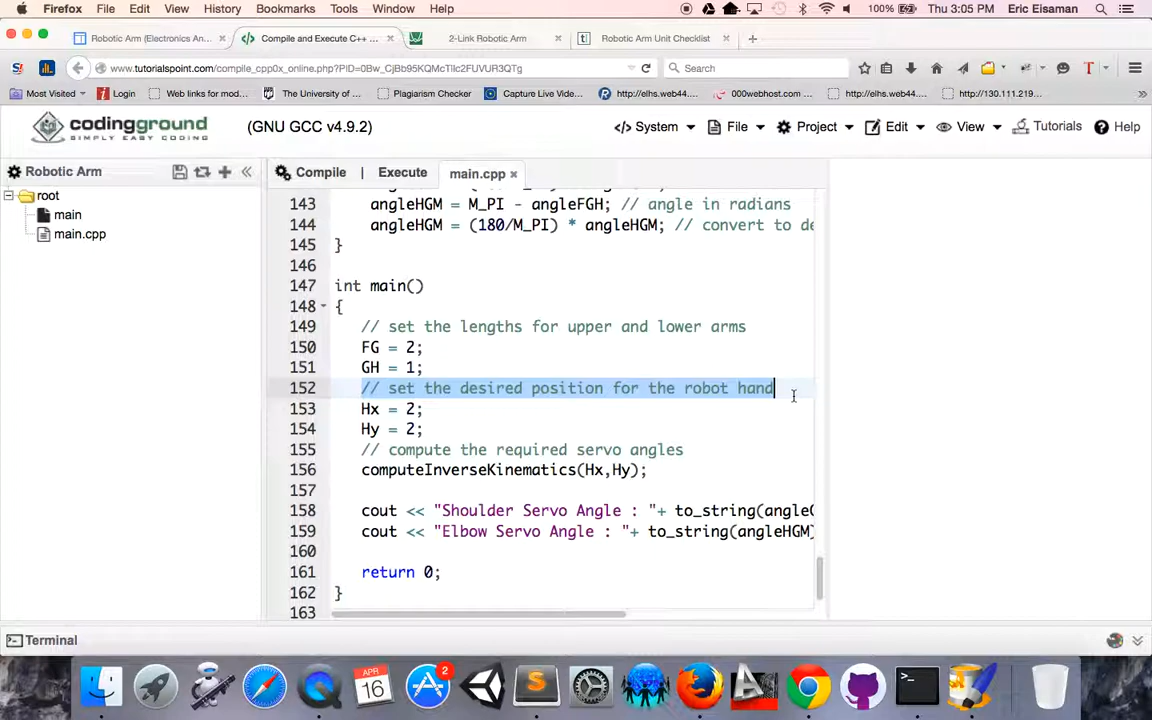 Firefox File Edit View History Bookmarks Tools Window Help 100% Thu 3:05 PM Eric Eisaman
Robotic Arm (Electronics An... Compile and Execute C++ ... 2-Link Robotic Arm Robotic Arm Unit Checklist
www.tutorialspoint.com/compile_cpp0x_online.php?PID=0Bw_CjBb95KQMcTllc2FUVUR3QTg Search
Most Visited Login Web links for mod... The University of ... Plagiarism Checker Capture Live Video... http://elhs.web44.... 000webhost.com ... http://elhs.web44.... http://130.111.219...
codingground
SIMPLY EASY CODING
(GNU GCC v4.9.2)
System File Project Edit View Tutorials Help
Robotic Arm
Compile | Execute main.cpp
root
main
main.cpp
143 angleHGM = M_PI - angleFGH; // angle in radians
144 angleHGM = (180/M_PI) * angleHGM; // convert to de
145 }
146
147 int main()
148 {
149 // set the lengths for upper and lower arms
150 FG = 2;
151 GH = 1;
152 // set the desired position for the robot hand
153 Hx = 2;
154 Hy = 2;
155 // compute the required servo angles
156 computeInverseKinematics(Hx,Hy);
157
158 cout << "Shoulder Servo Angle : "+ to_string(angleG
159 cout << "Elbow Servo Angle : "+ to_string(angleHGM)
160
161 return 0;
162 }
163
Terminal
APR
16
2